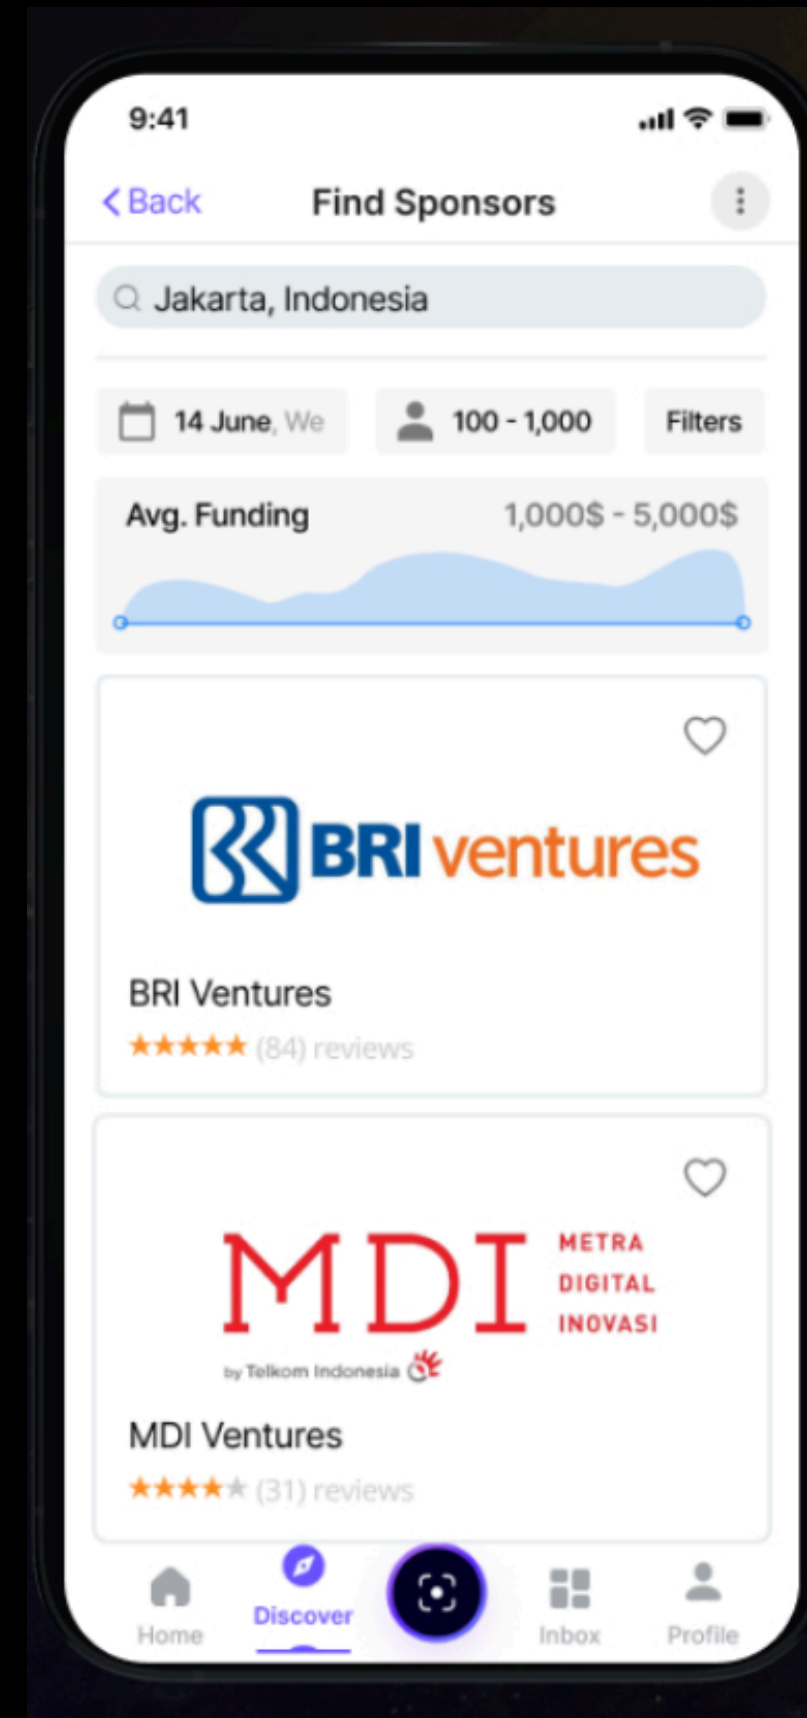 9:41
Back
Find Sponsors
Jakarta, Indonesia
14 June, We
100 - 1,000
Filters
Avg. Funding
1,000$ - 5,000$
BRI ventures
BRI Ventures
(84) reviews
MDI
METRA
DIGITAL
INOVASI
by Telkom Indonesia
MDI Ventures
(31) reviews
Home
Discover
Inbox
Profile